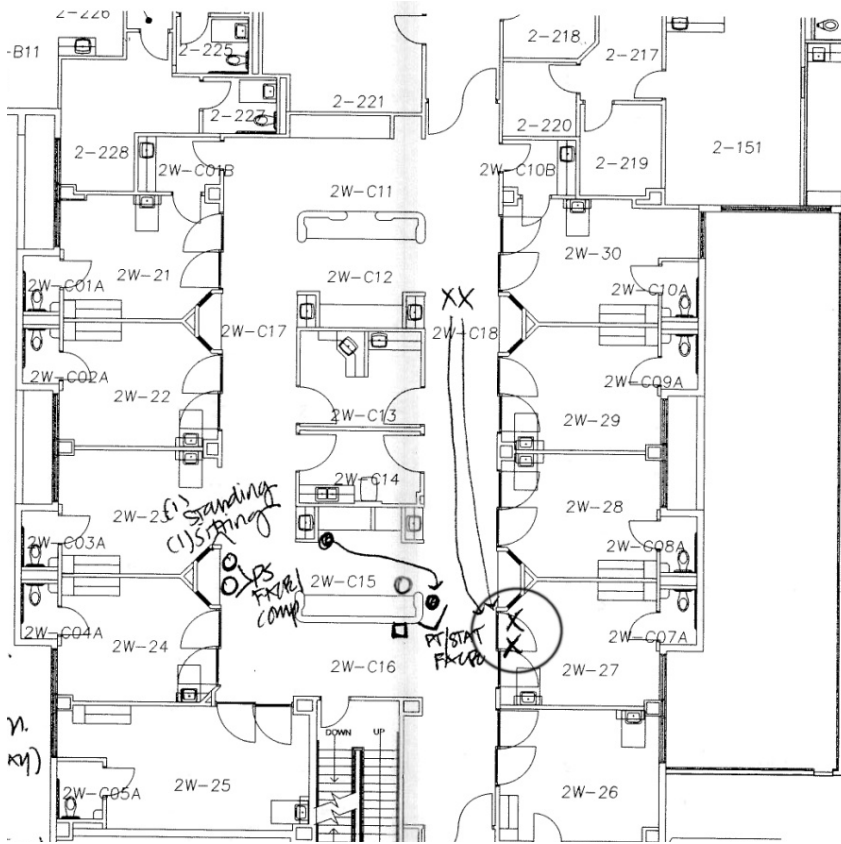 2-226
-B11
2-225
2-218
2-217
2-221
2-227
2-220
2-228
2W-C01B
2W-C10B
2-219
2-151
2W-C11
2W-21
2W-30
2W-C12
2W-C01A
2W-C10A
XX
2W-C17
2W-C18
2W-C02A
2W-C09A
2W-22
2W-C13
2W-29
2W-C14
2W-23
(1) Standing
(1) Sitting
2W-28
2W-C03A
2W-C08A
PS
2W-C15
comp
X
X
2W-C04A
2W-C07A
2W-24
PT/STAT
2W-C16
2W-27
DOWN UP
2W-25
2W-C05A
2W-26